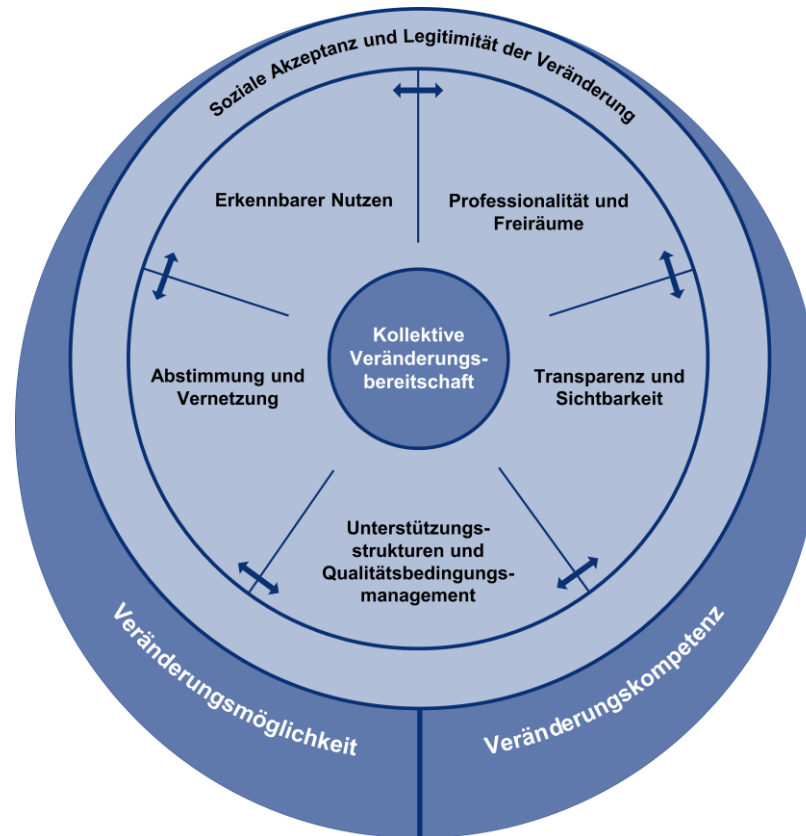 Soziale Akzeptanz und Legitimität der Veränderung
Erkennbarer Nutzen
Professionalität und
Freiräume
Kollektive
Veränderungs-
bereitschaft
Abstimmung und
Vernetzung
Transparenz und
Sichtbarkeit
Unterstützungs-
strukturen und
Qualitätsbedingungs-
management
Veränderungsmöglichkeit
Veränderungskompetenz